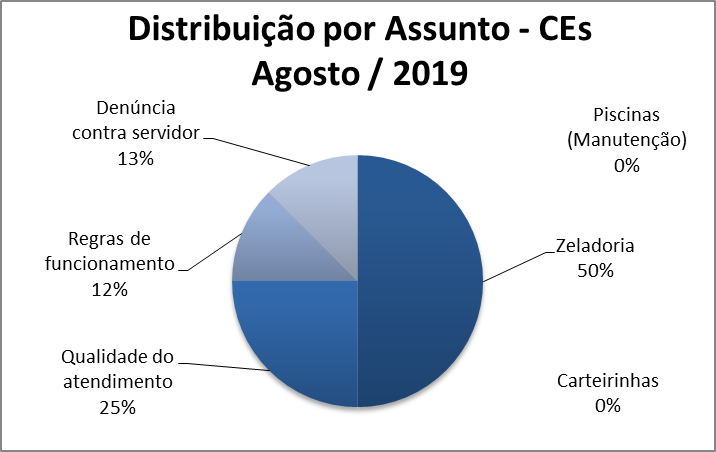 Distribuição por Assunto - CEs
Agosto / 2019
Denúncia
contra servidor
13%
Piscinas
(Manutenção)
0%
Regras de
funcionamento
12%
Zeladoria
50%
Qualidade do
atendimento
25%
Carteirinhas
0%